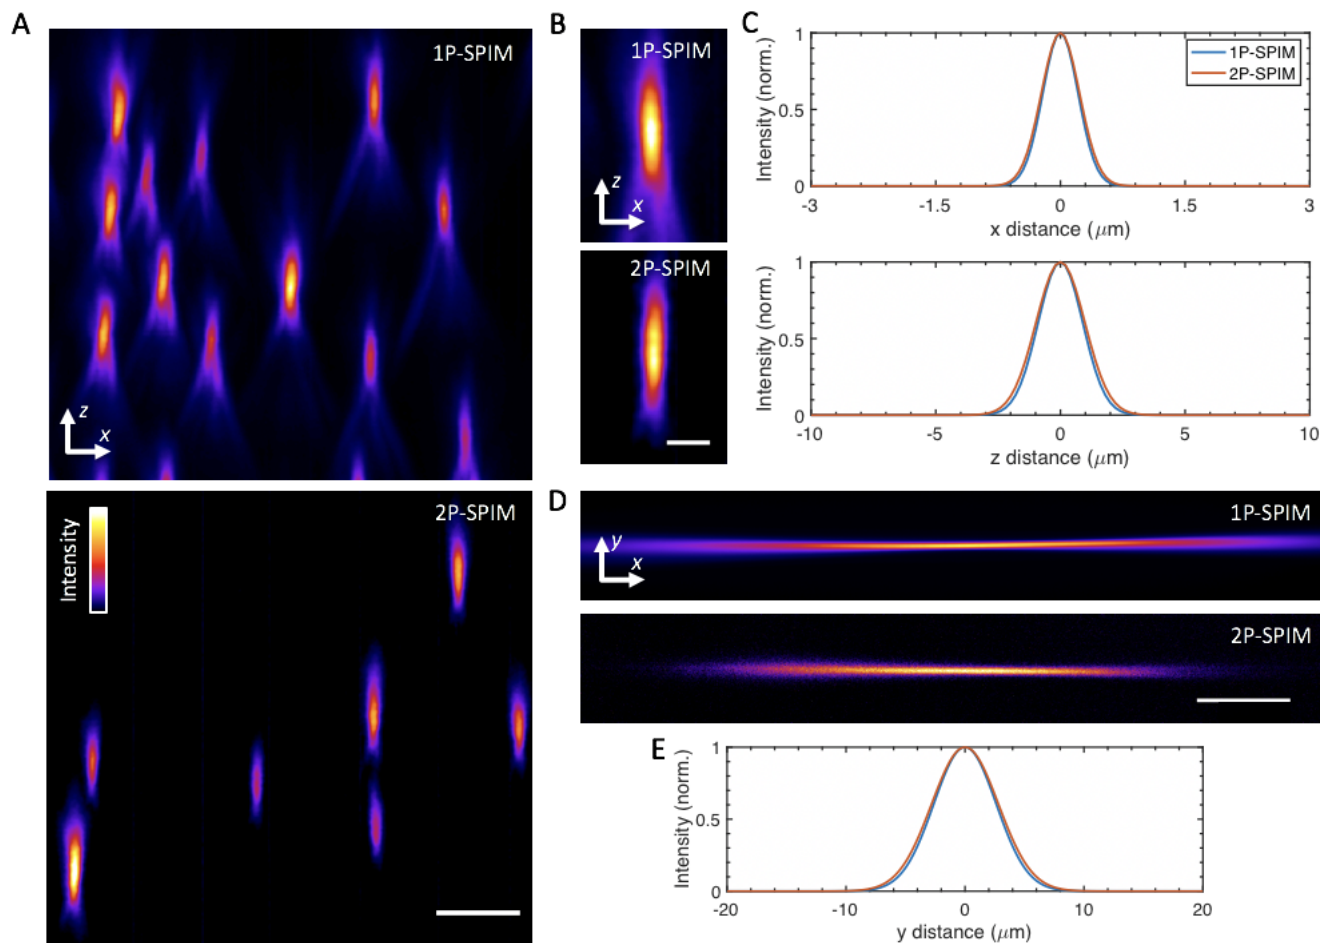 A
1P-SPIM
z
x
2P-SPIM
Intensity
B
1P-SPIM
z
x
2P-SPIM
C
1P-SPIM
2P-SPIM
Intensity (norm.)
1
0.5
0
-3
-1.5
0
1.5
3
x distance (μm)
Intensity (norm.)
1
0.5
0
-10
-5
0
5
10
z distance (μm)
D
1P-SPIM
y
x
2P-SPIM
E
Intensity (norm.)
1
0.5
0
-20
-10
0
10
20
y distance (μm)